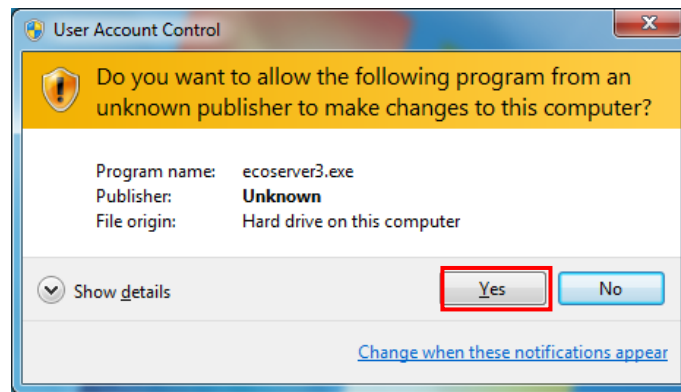 User Account Control
Do you want to allow the following program from an
unknown publisher to make changes to this computer?
Program name: ecoserver3.exe
Publisher: Unknown
File origin: Hard drive on this computer
Show details
Yes No
Change when these notifications appear